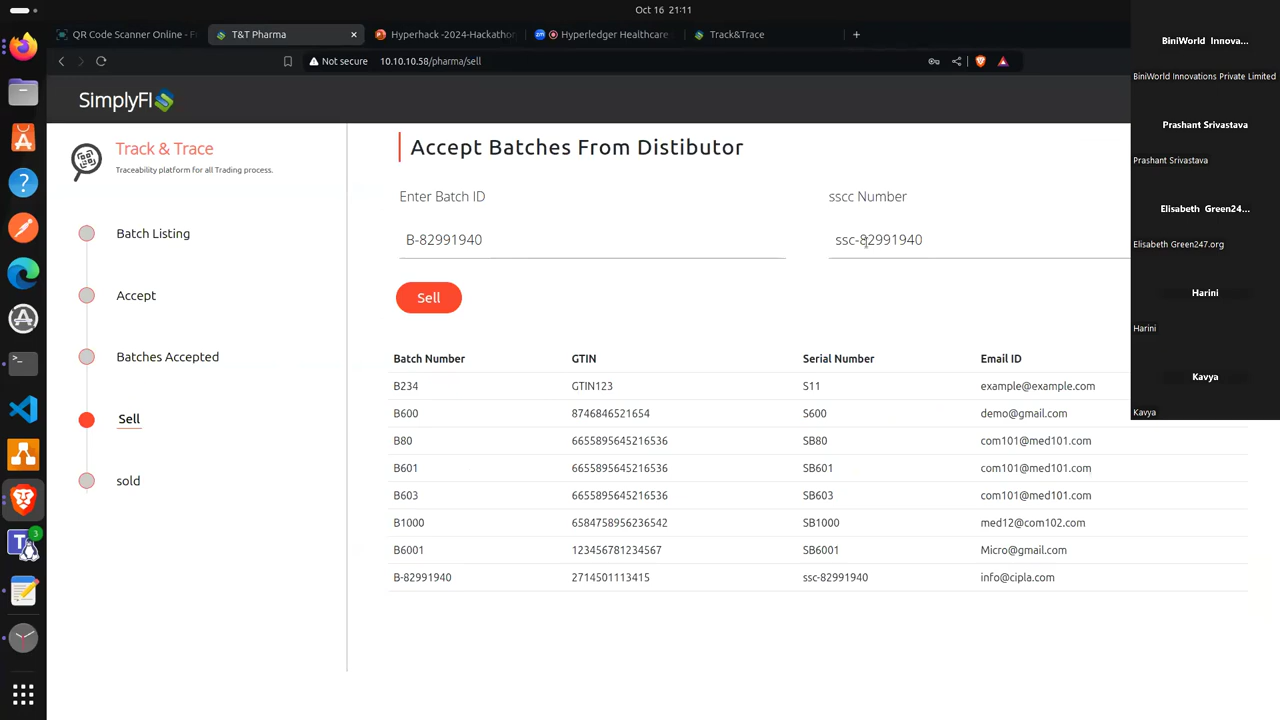 Oct 16 21:11
QR Code Scanner Online - Fr
T&T Pharma
Hyperhack -2024-Hackathon
Hyperledger Healthcare
Track&Trace
Not secure
10.10.10.58/pharma/sell
SimplyFI
Track & Trace
Traceability platform for all Trading process.
Batch Listing
Accept
Batches Accepted
Sell
sold
Accept Batches From Distibutor
Enter Batch ID
sscc Number
B-82991940
ssc-82991940
Sell
Batch Number GTIN Serial Number Email ID
B234 GTIN123 S11 example@example.com
B600 8746846521654 S600 demo@gmail.com
B80 6655895645216536 SB80 com101@med101.com
B601 6655895645216536 SB601 com101@med101.com
B603 6655895645216536 SB603 com101@med101.com
B1000 6584758956236542 SB1000 med12@com102.com
B6001 123456781234567 SB6001 Micro@gmail.com
B-82991940 2714501113415 ssc-82991940 info@cipla.com
BiniWorld Innova...
BiniWorld Innovations Private Limited
Prashant Srivastava
Prashant Srivastava
Elisabeth Green24...
Elisabeth Green247.org
Harini
Harini
Kavya
Kavya
3